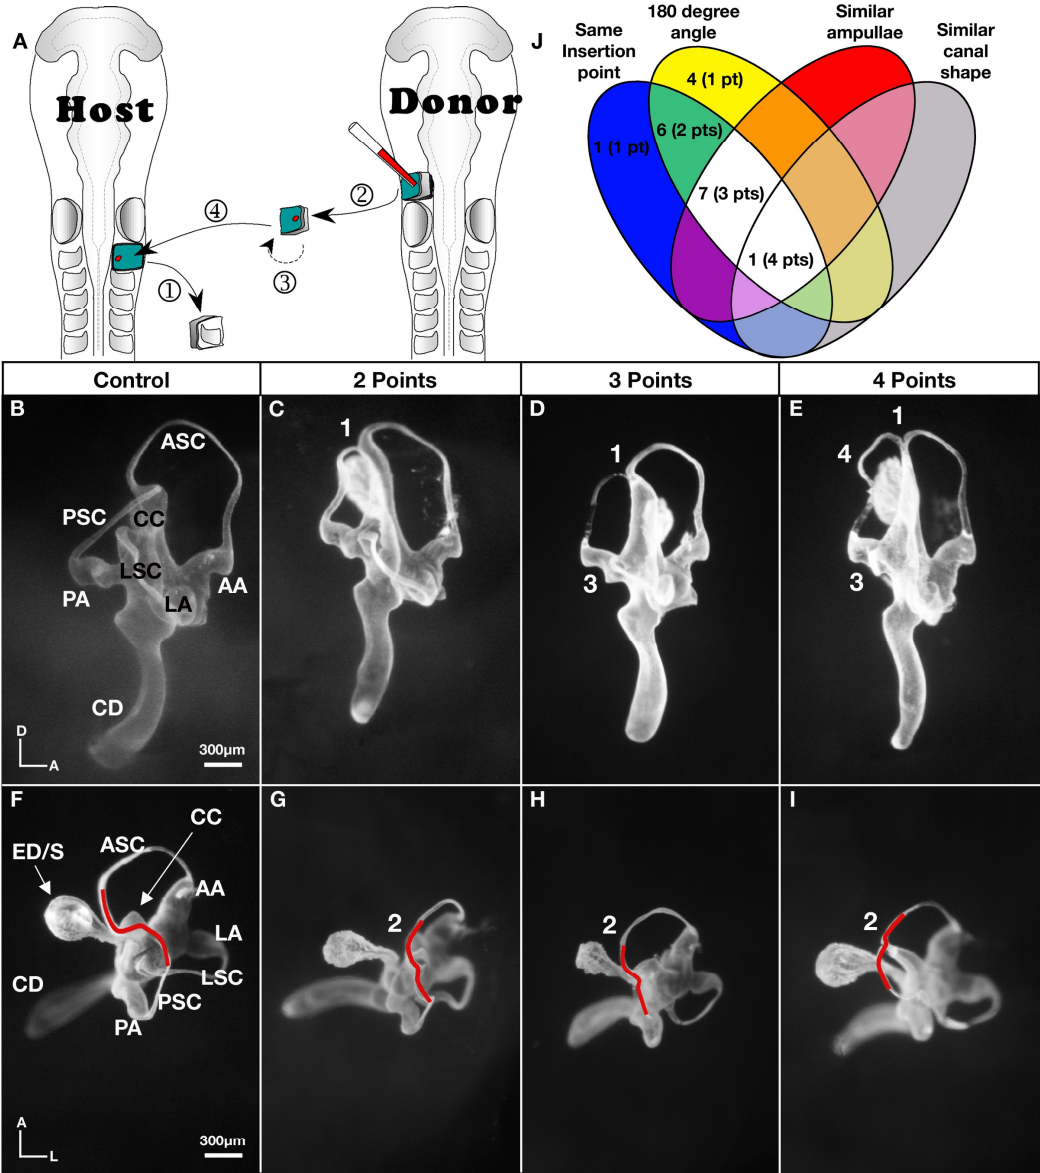 A
Host
Donor
①
②
③
④
J
Same
Insertion
point
180 degree
angle
Similar
ampullae
Similar
canal
shape
4 (1 pt)
6 (2 pts)
1 (1 pt)
7 (3 pts)
1 (4 pts)
Control
2 Points
3 Points
4 Points
B
ASC
PSC
CC
LSC
PA
LA
AA
CD
D
A
300μm
C
1
D
1
3
E
1
4
3
F
CC
ASC
ED/S
AA
LA
LSC
CD
PSC
PA
A
L
300μm
G
2
H
2
I
2